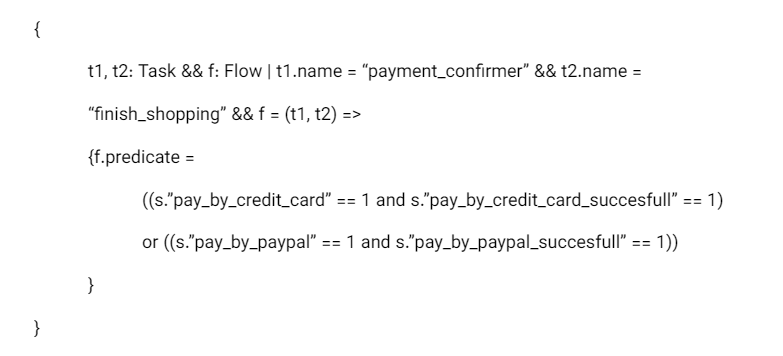 {
t1, t2: Task && f: Flow | t1.name = “payment_confirmer” && t2.name =
“finish_shopping” && f = (t1, t2) =>
{f.predicate =
((s.”pay_by_credit_card” == 1 and s.”pay_by_credit_card_succesfull” == 1)
or ((s.”pay_by_paypal” == 1 and s.”pay_by_paypal_succesfull” == 1))
}
}